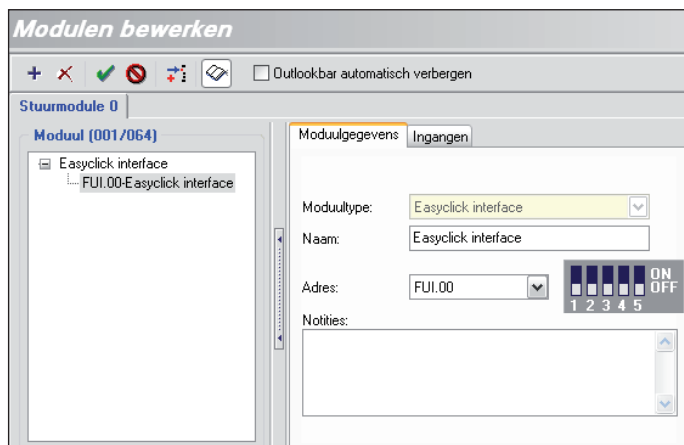 Modulen bewerken
Outlookbar automatisch verbergen
Stuurmodule 0
Moduul (001/064)
Easyclick interface
FUI.00-Easyclick interface
Moduulgegevens
Ingangen
Moduultype:
Easyclick interface
Naam:
Easyclick interface
Adres:
FUI.00
ON
OFF
1 2 3 4 5
Notities: